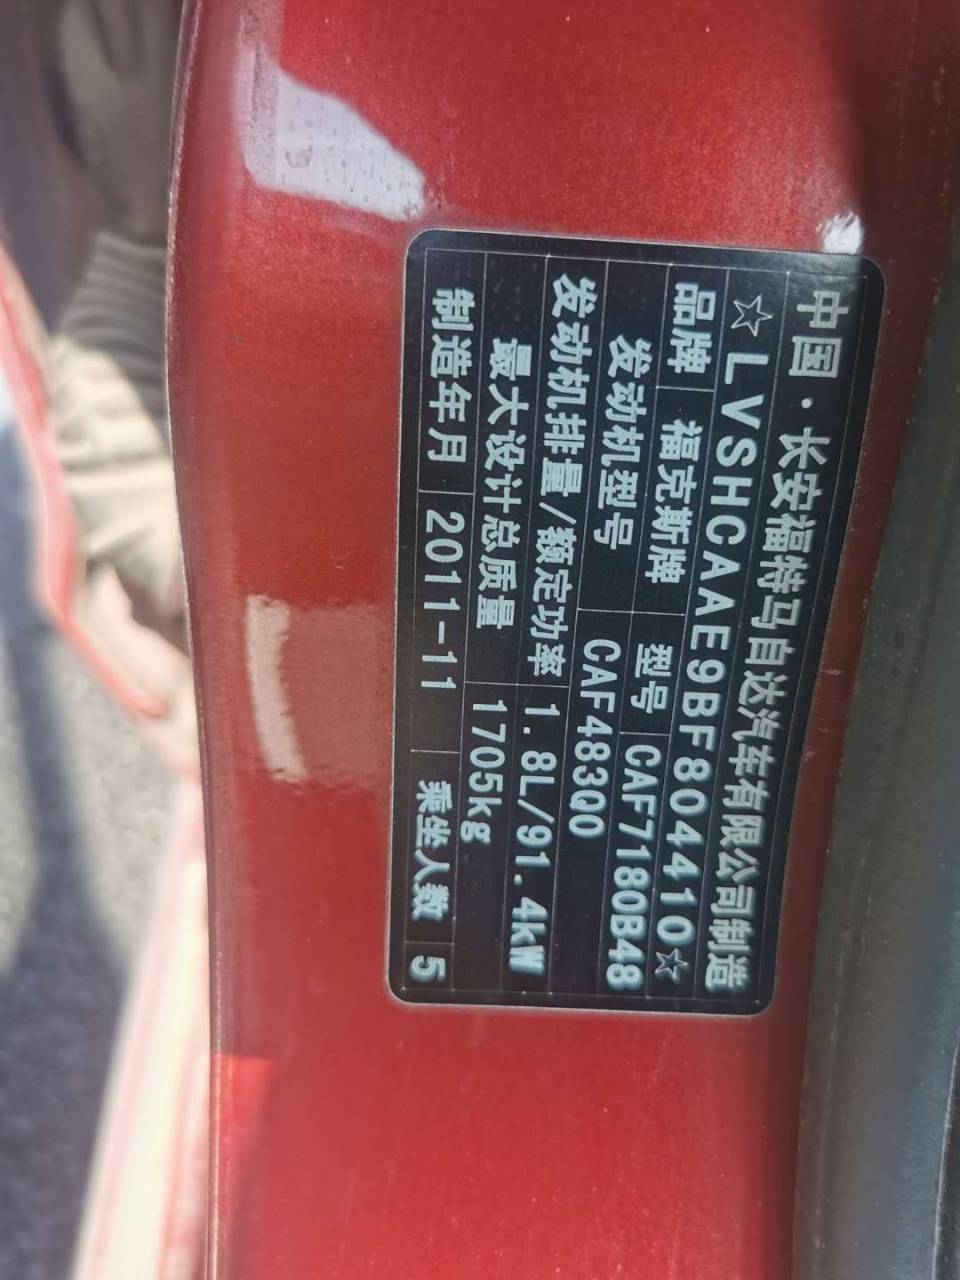 中国·长安福特马自达汽车有限公司制造
☆LVSHCAAE9BF804410☆
品牌 福克斯牌 型号 CAF7180B48
发动机型号 CAF483Q0
发动机排量/额定功率 1.8L/91.4kW
最大设计总质量 1705kg
制造年月 2011-11 乘坐人数 5